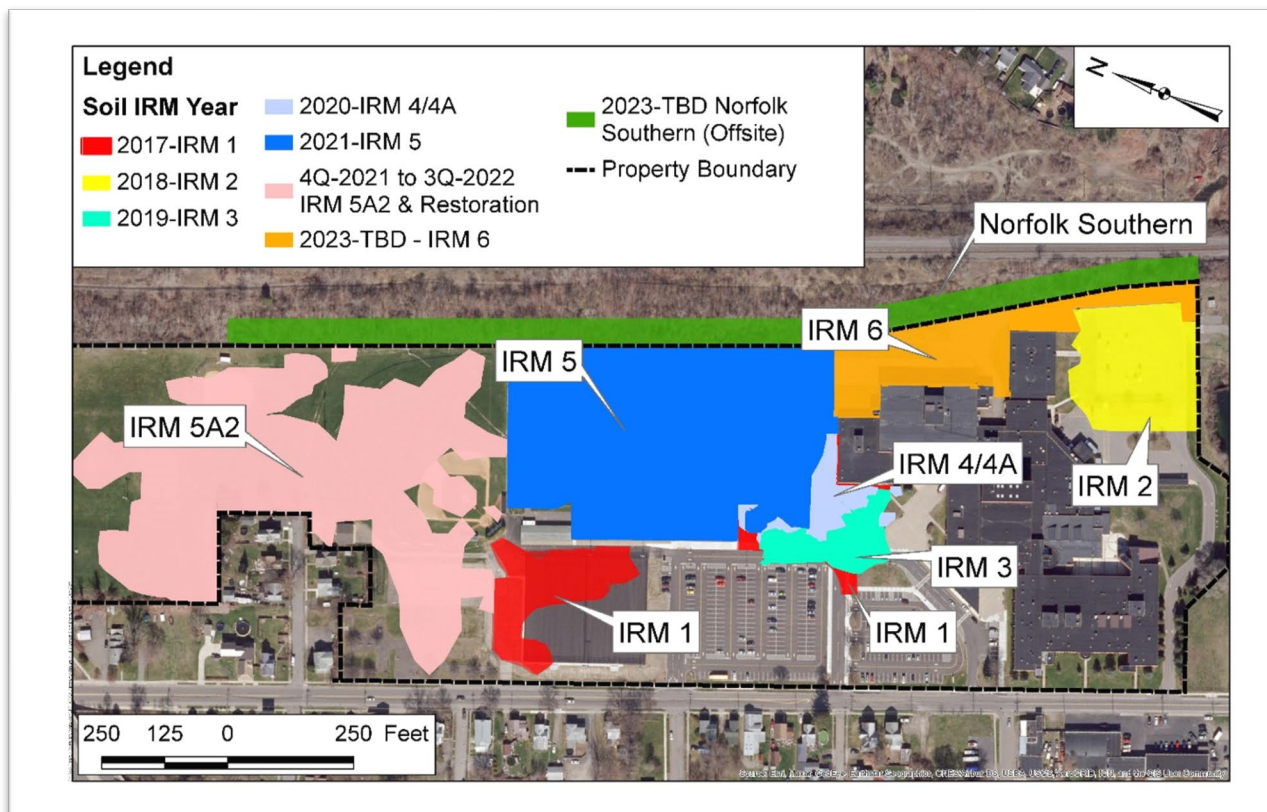 Legend
Soil IRM Year
2017-IRM 1
2018-IRM 2
2019-IRM 3
2020-IRM 4/4A
2021-IRM 5
4Q-2021 to 3Q-2022
IRM 5A2 & Restoration
2023-TBD - IRM 6
2023-TBD Norfolk
Southern (Offsite)
Property Boundary
N
Norfolk Southern
IRM 6
IRM 5
IRM 5A2
IRM 4/4A
IRM 2
IRM 3
IRM 1
IRM 1
250 125 0 250 Feet